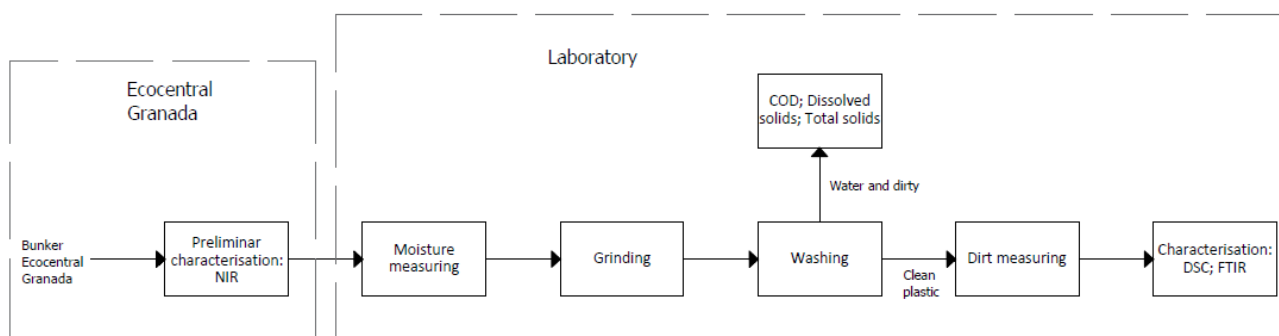 Ecocentral
Granada
Laboratory
COD; Dissolved
solids; Total solids
Water and dirty
Bunker
Ecocentral
Granada
Preliminar
characterisation:
NIR
Moisture
measuring
Grinding
Washing
Clean
plastic
Dirt measuring
Characterisation:
DSC; FTIR